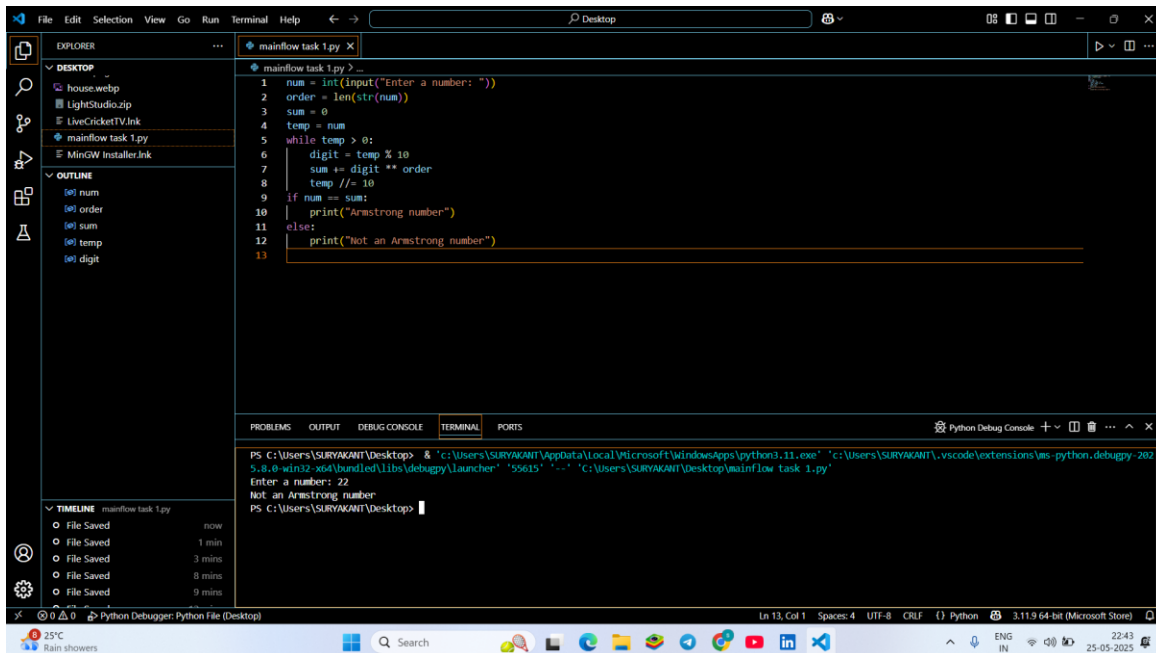 File Edit Selection View Go Run Terminal Help
Desktop
EXPLORER
mainflow task 1.py
DESKTOP
mainflow task 1.py > ...
house.webp
LightStudio.zip
LiveCricketTV.lnk
mainflow task 1.py
MinGW Installer.lnk
OUTLINE
num
order
sum
temp
digit
1 num = int(input("Enter a number: "))
2 order = len(str(num))
3 sum = 0
4 temp = num
5 while temp > 0:
6     digit = temp % 10
7     sum += digit ** order
8     temp //= 10
9 if num == sum:
10     print("Armstrong number")
11 else:
12     print("Not an Armstrong number")
13
PROBLEMS OUTPUT DEBUG CONSOLE TERMINAL PORTS
Python Debug Console
PS C:\Users\SURYAKANT\Desktop> & 'c:\Users\SURYAKANT\AppData\Local\Microsoft\WindowsApps\python3.11.exe' 'c:\Users\SURYAKANT\.vscode\extensions\ms-python.debugpy-202
5.8.0-win32-x64\bundled\libs\debugpy\launcher' '55615' '--' 'C:\Users\SURYAKANT\Desktop\mainflow task 1.py'
Enter a number: 22
Not an Armstrong number
PS C:\Users\SURYAKANT\Desktop>
TIMELINE mainflow task 1.py
File Saved now
File Saved 1 min
File Saved 3 mins
File Saved 8 mins
File Saved 9 mins
0 0 Python Debugger: Python File (Desktop)
Ln 13, Col 1 Spaces: 4 UTF-8 CRLF {} Python 3.11.9 64-bit (Microsoft Store)
8
25°C
Rain showers
Search
ENG
IN
22:43
25-05-2025